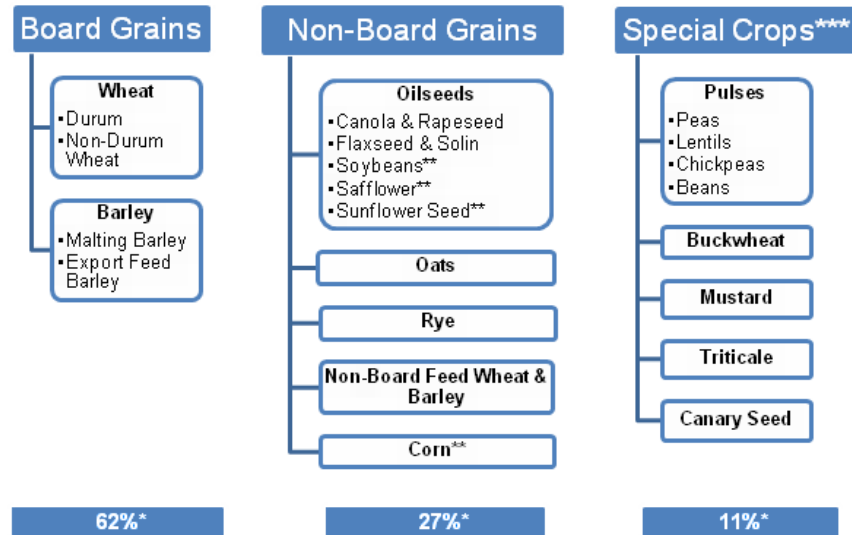 Board Grains
Wheat
▪Durum
▪Non-Durum
Wheat
Barley
▪Malting Barley
▪Export Feed
Barley
62%*
Non-Board Grains
Oilseeds
▪Canola & Rapeseed
▪Flaxseed & Solin
▪Soybeans**
▪Safflower**
▪Sunflower Seed**
Oats
Rye
Non-Board Feed Wheat &
Barley
Corn**
27%*
Special Crops***
Pulses
▪Peas
▪Lentils
▪Chickpeas
▪Beans
Buckwheat
Mustard
Triticale
Canary Seed
11%*